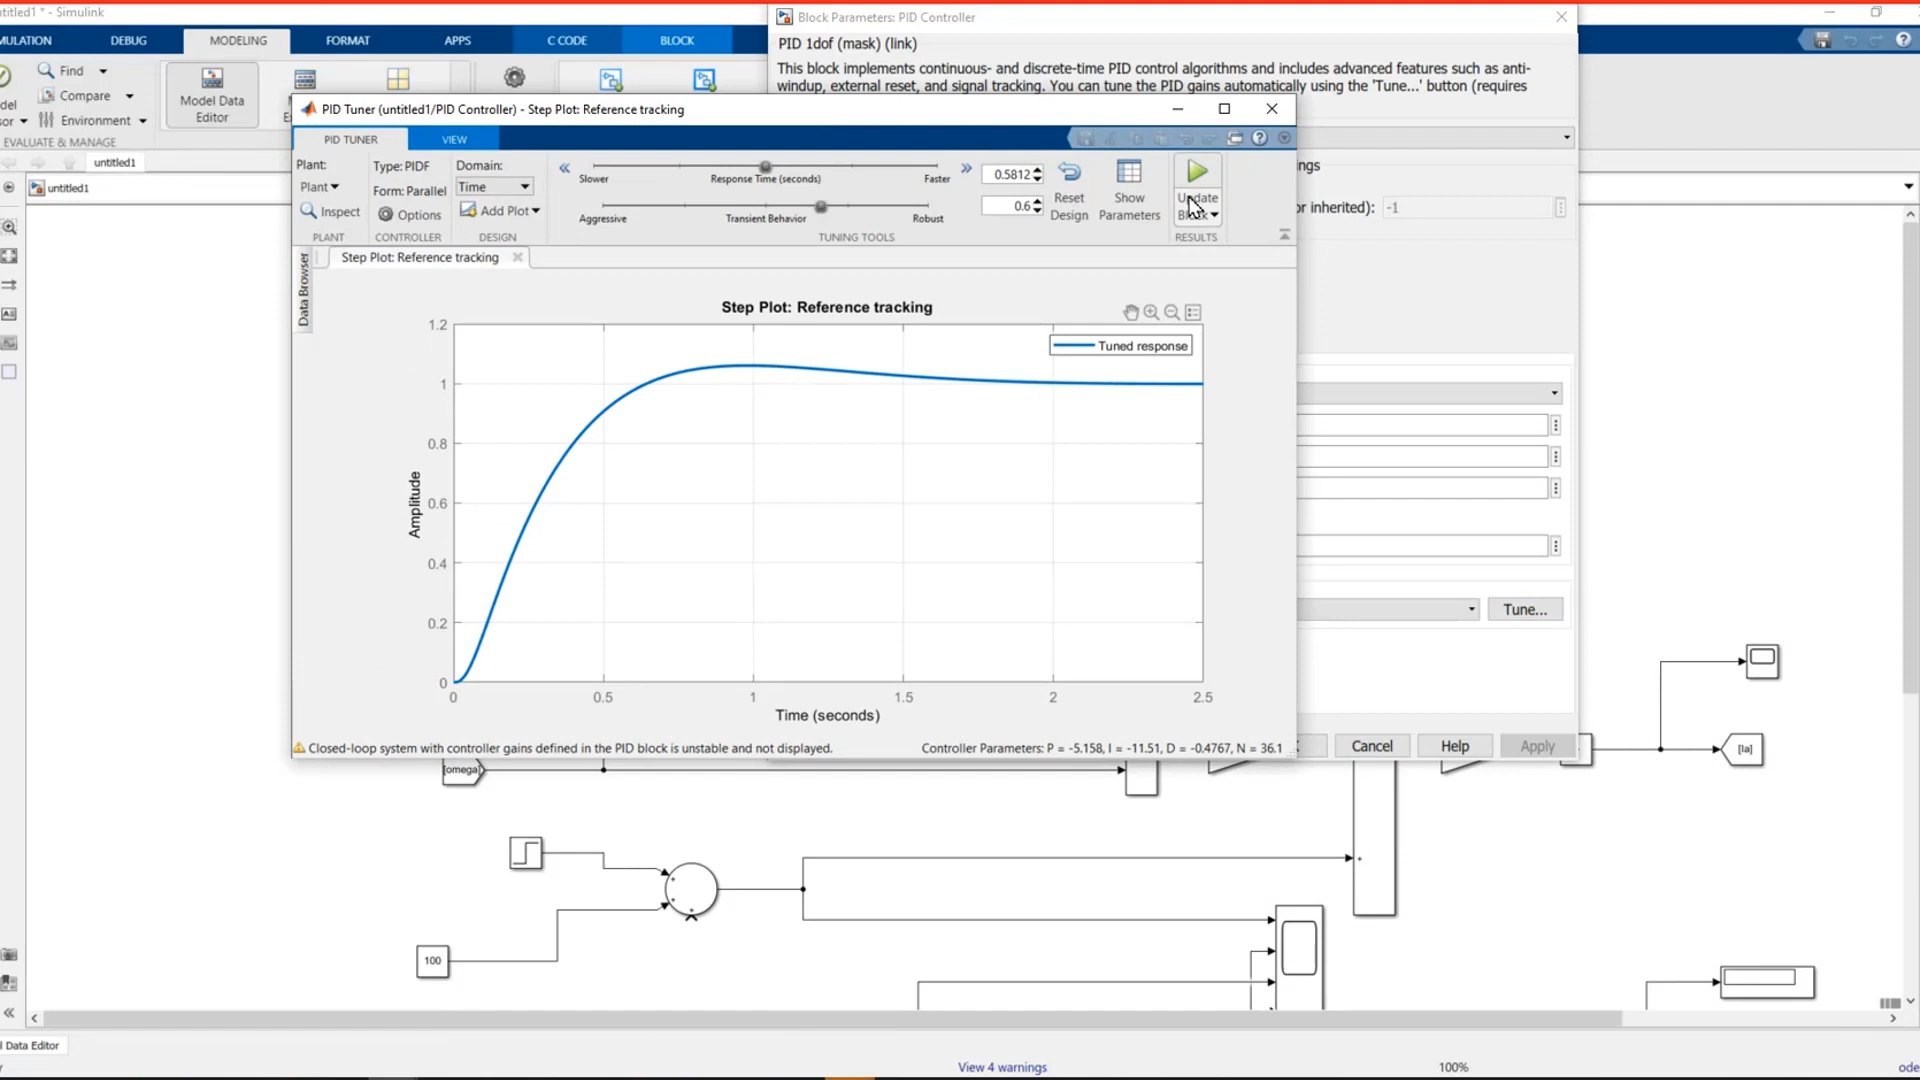 ntitled1 * - Simulink
Block Parameters: PID Controller
MULATION
DEBUG
MODELING
FORMAT
APPS
C CODE
BLOCK
PID 1dof (mask) (link)
This block implements continuous- and discrete-time PID control algorithms and includes advanced features such as anti-
windup, external reset, and signal tracking. You can tune the PID gains automatically using the 'Tune...' button (requires
Find
Compare
Environment
Model Data
Editor
EVALUATE & MANAGE
untitled1
untitled1
PID Tuner (untitled1/PID Controller) - Step Plot: Reference tracking
PID TUNER
VIEW
Plant:
Plant
Inspect
PLANT
Type: PIDF
Form: Parallel
Options
CONTROLLER
Domain:
Time
Add Plot
DESIGN
Slower
Response Time (seconds)
Faster
0.5812
Aggressive
Transient Behavior
Robust
0.6
Reset
Design
Show
Parameters
TUNING TOOLS
Update
RESULTS
ngs
or inherited):
-1
Data Browser
Step Plot: Reference tracking
Step Plot: Reference tracking
Tuned response
1.2
1
0.8
0.6
0.4
0.2
0
Amplitude
0
0.5
1
1.5
2
2.5
Time (seconds)
Closed-loop system with controller gains defined in the PID block is unstable and not displayed.
Controller Parameters: P = -5.158, I = -11.51, D = -0.4767, N = 36.1
Tune...
Cancel
Help
Apply
[omega]
[Ia]
100
l Data Editor
View 4 warnings
100%
ode